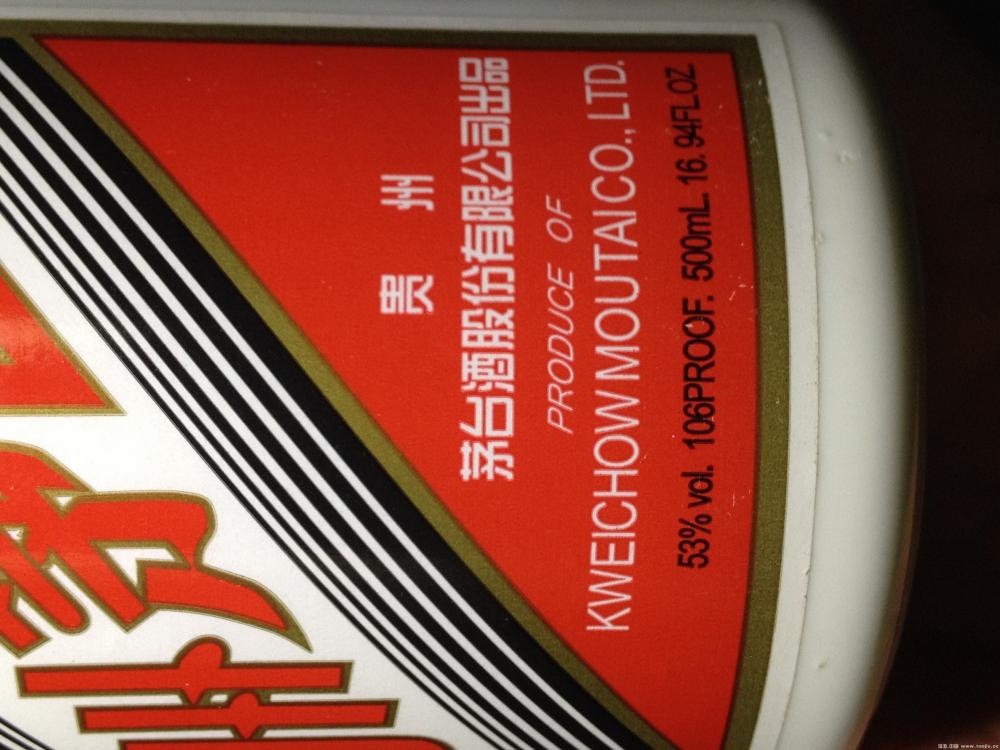 贵 州
茅台酒股份有限公司出品
PRODUCE OF
KWEICHOW MOUTAI CO., LTD.
53% vol. 106PROOF. 500mL. 16.94FL.OZ.